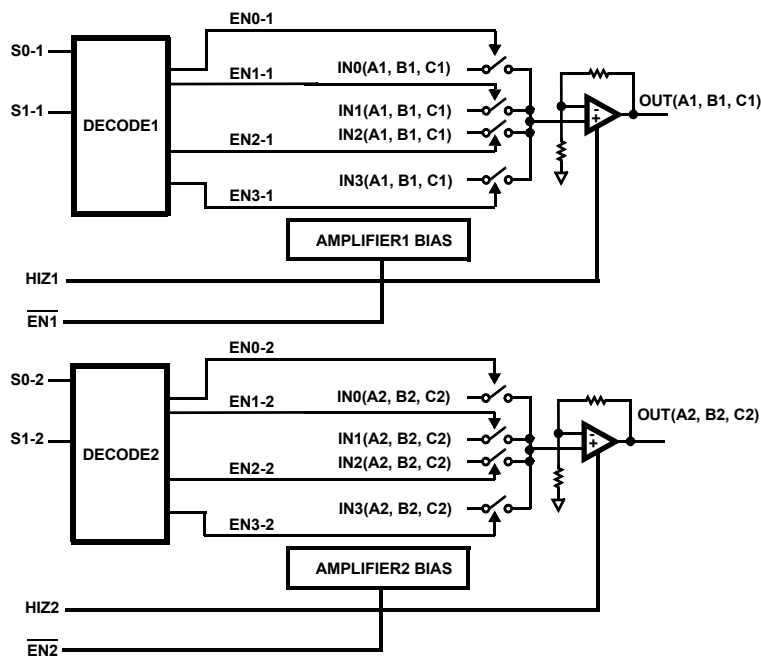 EN0-1
S0-1
IN0(A1, B1, C1)
EN1-1
OUT(A1, B1, C1)
IN1(A1, B1, C1)
S1-1
DECODE1
IN2(A1, B1, C1)
EN2-1
IN3(A1, B1, C1)
EN3-1
AMPLIFIER1 BIAS
HIZ1
EN1
EN0-2
S0-2
IN0(A2, B2, C2)
EN1-2
OUT(A2, B2, C2)
IN1(A2, B2, C2)
S1-2
DECODE2
IN2(A2, B2, C2)
EN2-2
IN3(A2, B2, C2)
EN3-2
AMPLIFIER2 BIAS
HIZ2
EN2